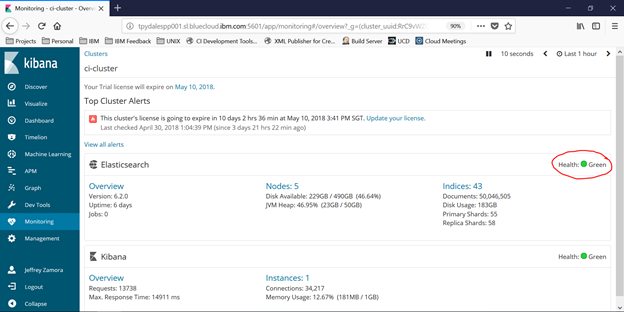 Monitoring - ci-cluster - Overvi
tpydalespp001.sl.bluecloud.ibm.com:5601/app/monitoring#/overview?_g=(cluster_uuid:RrC9vW
90%
Projects Personal IBM IBM Feedback UNIX CI Development Tools... XML Publisher for Cre... Build Server UCD Cloud Meetings
kibana
Discover
Visualize
Dashboard
Timelion
Machine Learning
APM
Graph
Dev Tools
Monitoring
Management
Jeffrey Zamora
Logout
Collapse
Clusters
10 seconds
Last 1 hour
ci-cluster
Your Trial license will expire on May 10, 2018.
Top Cluster Alerts
This cluster's license is going to expire in 10 days 2 hrs 36 min at May 10, 2018 3:41 PM SGT. Update your license.
Last checked April 30, 2018 1:04:39 PM (since 3 days 21 hrs 22 min ago)
View all alerts
Elasticsearch
Health: Green
Overview
Version: 6.2.0
Uptime: 6 days
Jobs: 0
Nodes: 5
Disk Available: 229GB / 490GB (46.64%)
JVM Heap: 46.95% (23GB / 50GB)
Indices: 43
Documents: 50,046,505
Disk Usage: 183GB
Primary Shards: 55
Replica Shards: 58
Kibana
Health: Green
Overview
Requests: 13738
Max. Response Time: 14911 ms
Instances: 1
Connections: 34,217
Memory Usage: 12.67% (181MB / 1GB)